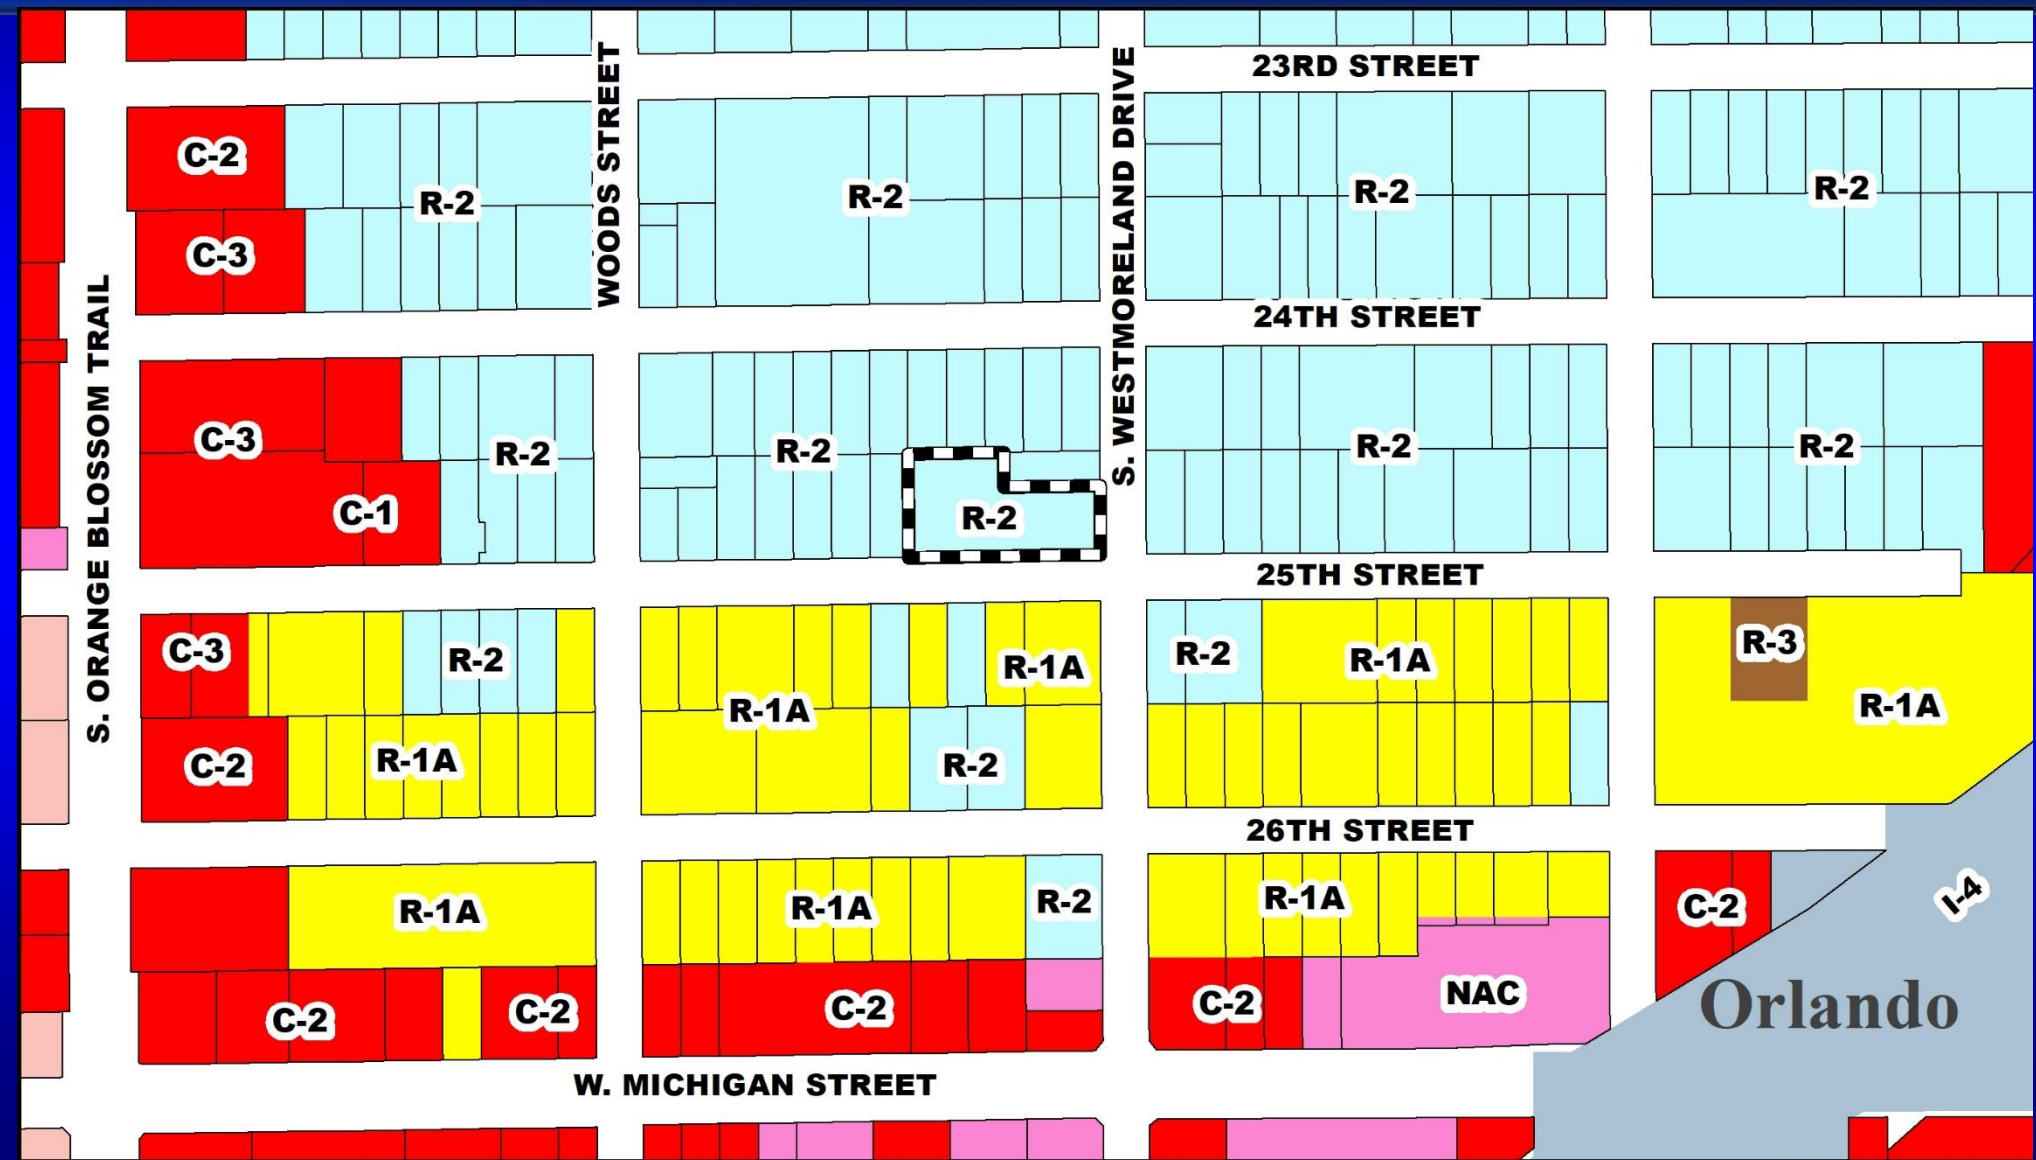 23RD STREET
WOODS STREET
S. WESTMORELAND DRIVE
C-2
R-2
R-2
R-2
R-2
C-3
S. ORANGE BLOSSOM TRAIL
24TH STREET
C-3
R-2
R-2
R-2
R-2
C-1
R-2
25TH STREET
C-3
R-2
R-1A
R-2
R-1A
R-3
R-1A
R-1A
C-2
R-1A
R-2
26TH STREET
R-1A
R-1A
R-2
R-1A
C-2
I-4
C-2
C-2
C-2
C-2
NAC
Orlando
W. MICHIGAN STREET